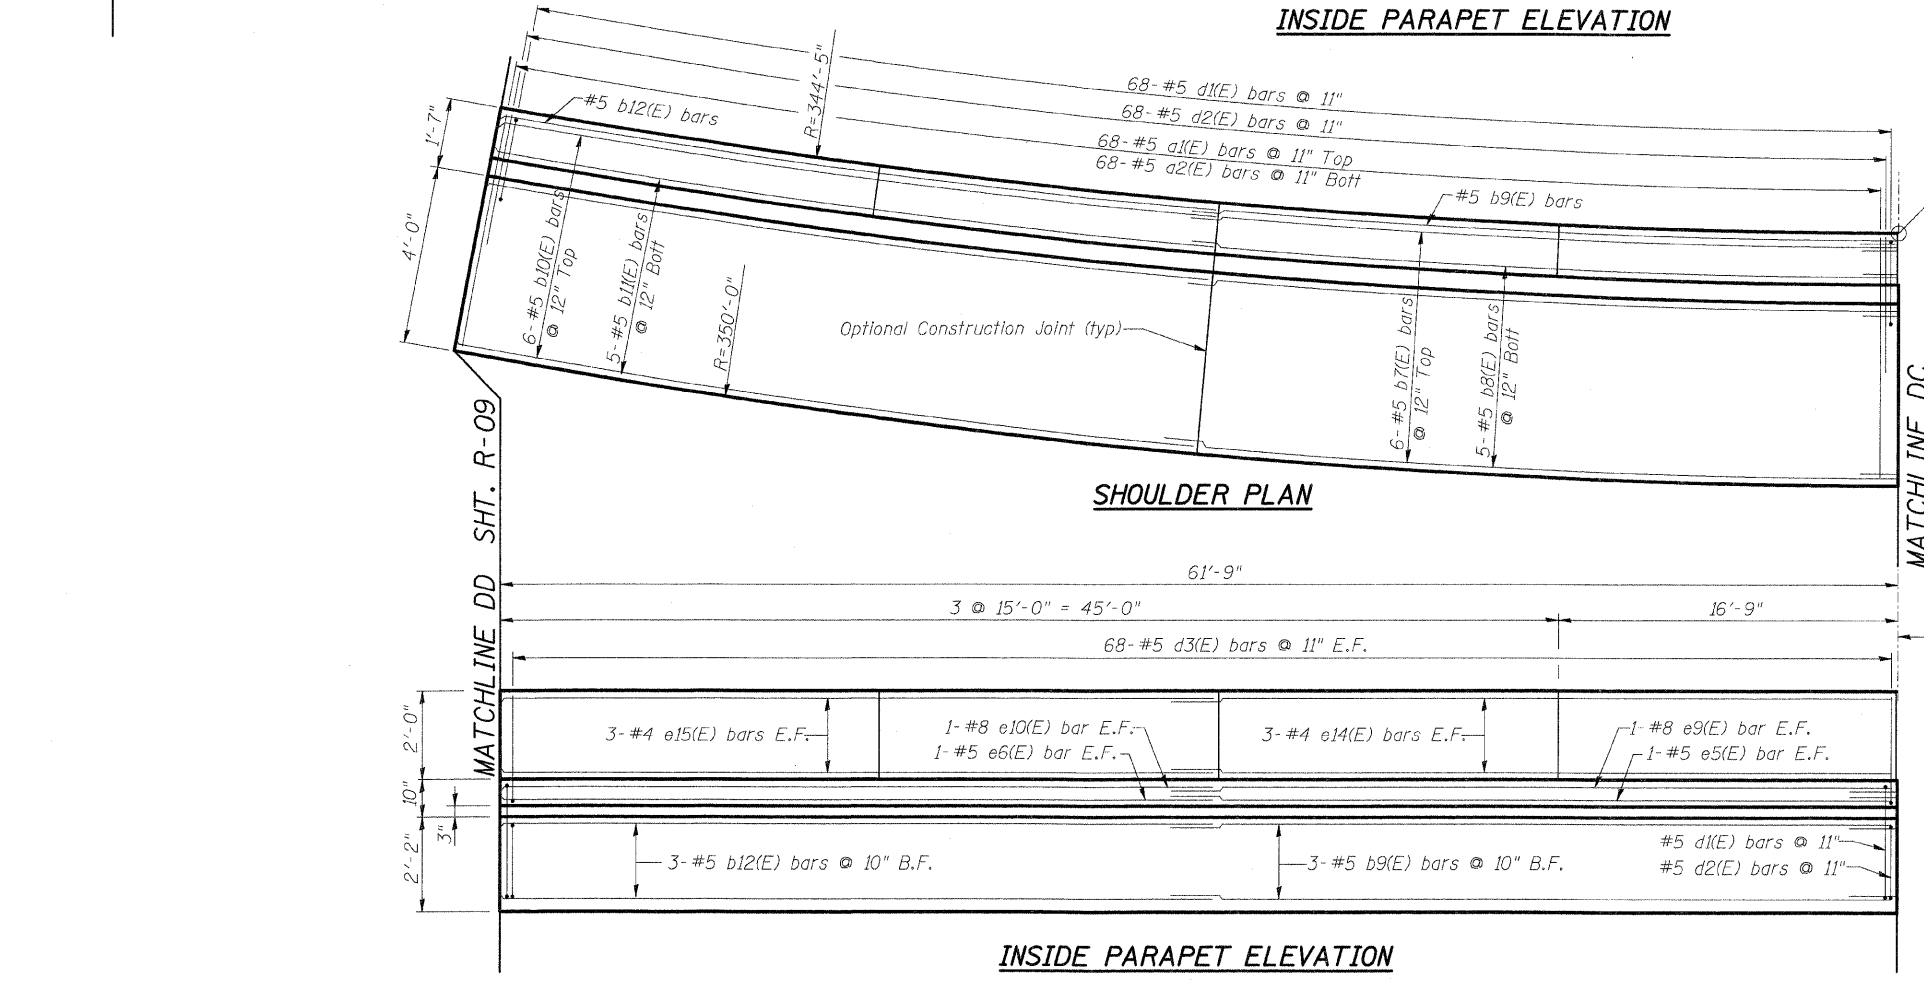 INSIDE PARAPET ELEVATION
68-#5 d1(E) bars @ 11"
68-#5 d2(E) bars @ 11"
68-#5 a1(E) bars @ 11" Top
68-#5 a2(E) bars @ 11" Bott
#5 b12(E) bars
R=344'-5"
1'-7"
4'-0"
#5 b9(E) bars
6-#5 b10(E) bars
@ 12" Top
5-#5 b11(E) bars
@ 12" Bott
R=350'-0"
Optional Construction Joint (typ)
6-#5 b7(E) bars
@ 12" Top
5-#5 b8(E) bars
@ 12" Bott
SHOULDER PLAN
MATCHLINE DD SHT. R-09
MATCHLINE DC
61'-9"
3 @ 15'-0" = 45'-0"
16'-9"
68-#5 d3(E) bars @ 11" E.F.
2'-0"
10"
3"
2'-2"
3-#4 e15(E) bars E.F.
1-#8 e10(E) bar E.F.
1-#5 e6(E) bar E.F.
3-#4 e14(E) bars E.F.
1-#8 e9(E) bar E.F.
1-#5 e5(E) bar E.F.
3-#5 b12(E) bars @ 10" B.F.
3-#5 b9(E) bars @ 10" B.F.
#5 d1(E) bars @ 11"
#5 d2(E) bars @ 11"
INSIDE PARAPET ELEVATION